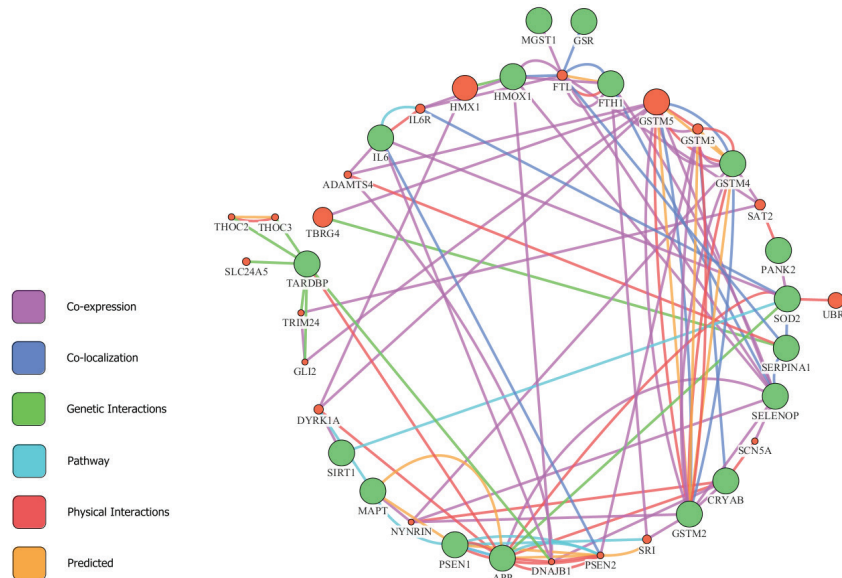 MGST1
GSR
FTL
HMOX1
FTH1
HMX1
IL6R
GSTM5
GSTM3
IL6
GSTM4
ADAMTS4
SAT2
THOC2
THOC3
TBRG4
PANK2
SLC24A5
TARDBP
Co-expression
TRIM24
SOD2
UBR
Co-localization
GLI2
SERPINA1
Genetic Interactions
DYRK1A
SELENOP
Pathway
SIRT1
SCN5A
MAPT
CRYAB
Physical Interactions
NYNRIN
GSTM2
Predicted
PSEN1
APP
DNAJB1
PSEN2
SRI